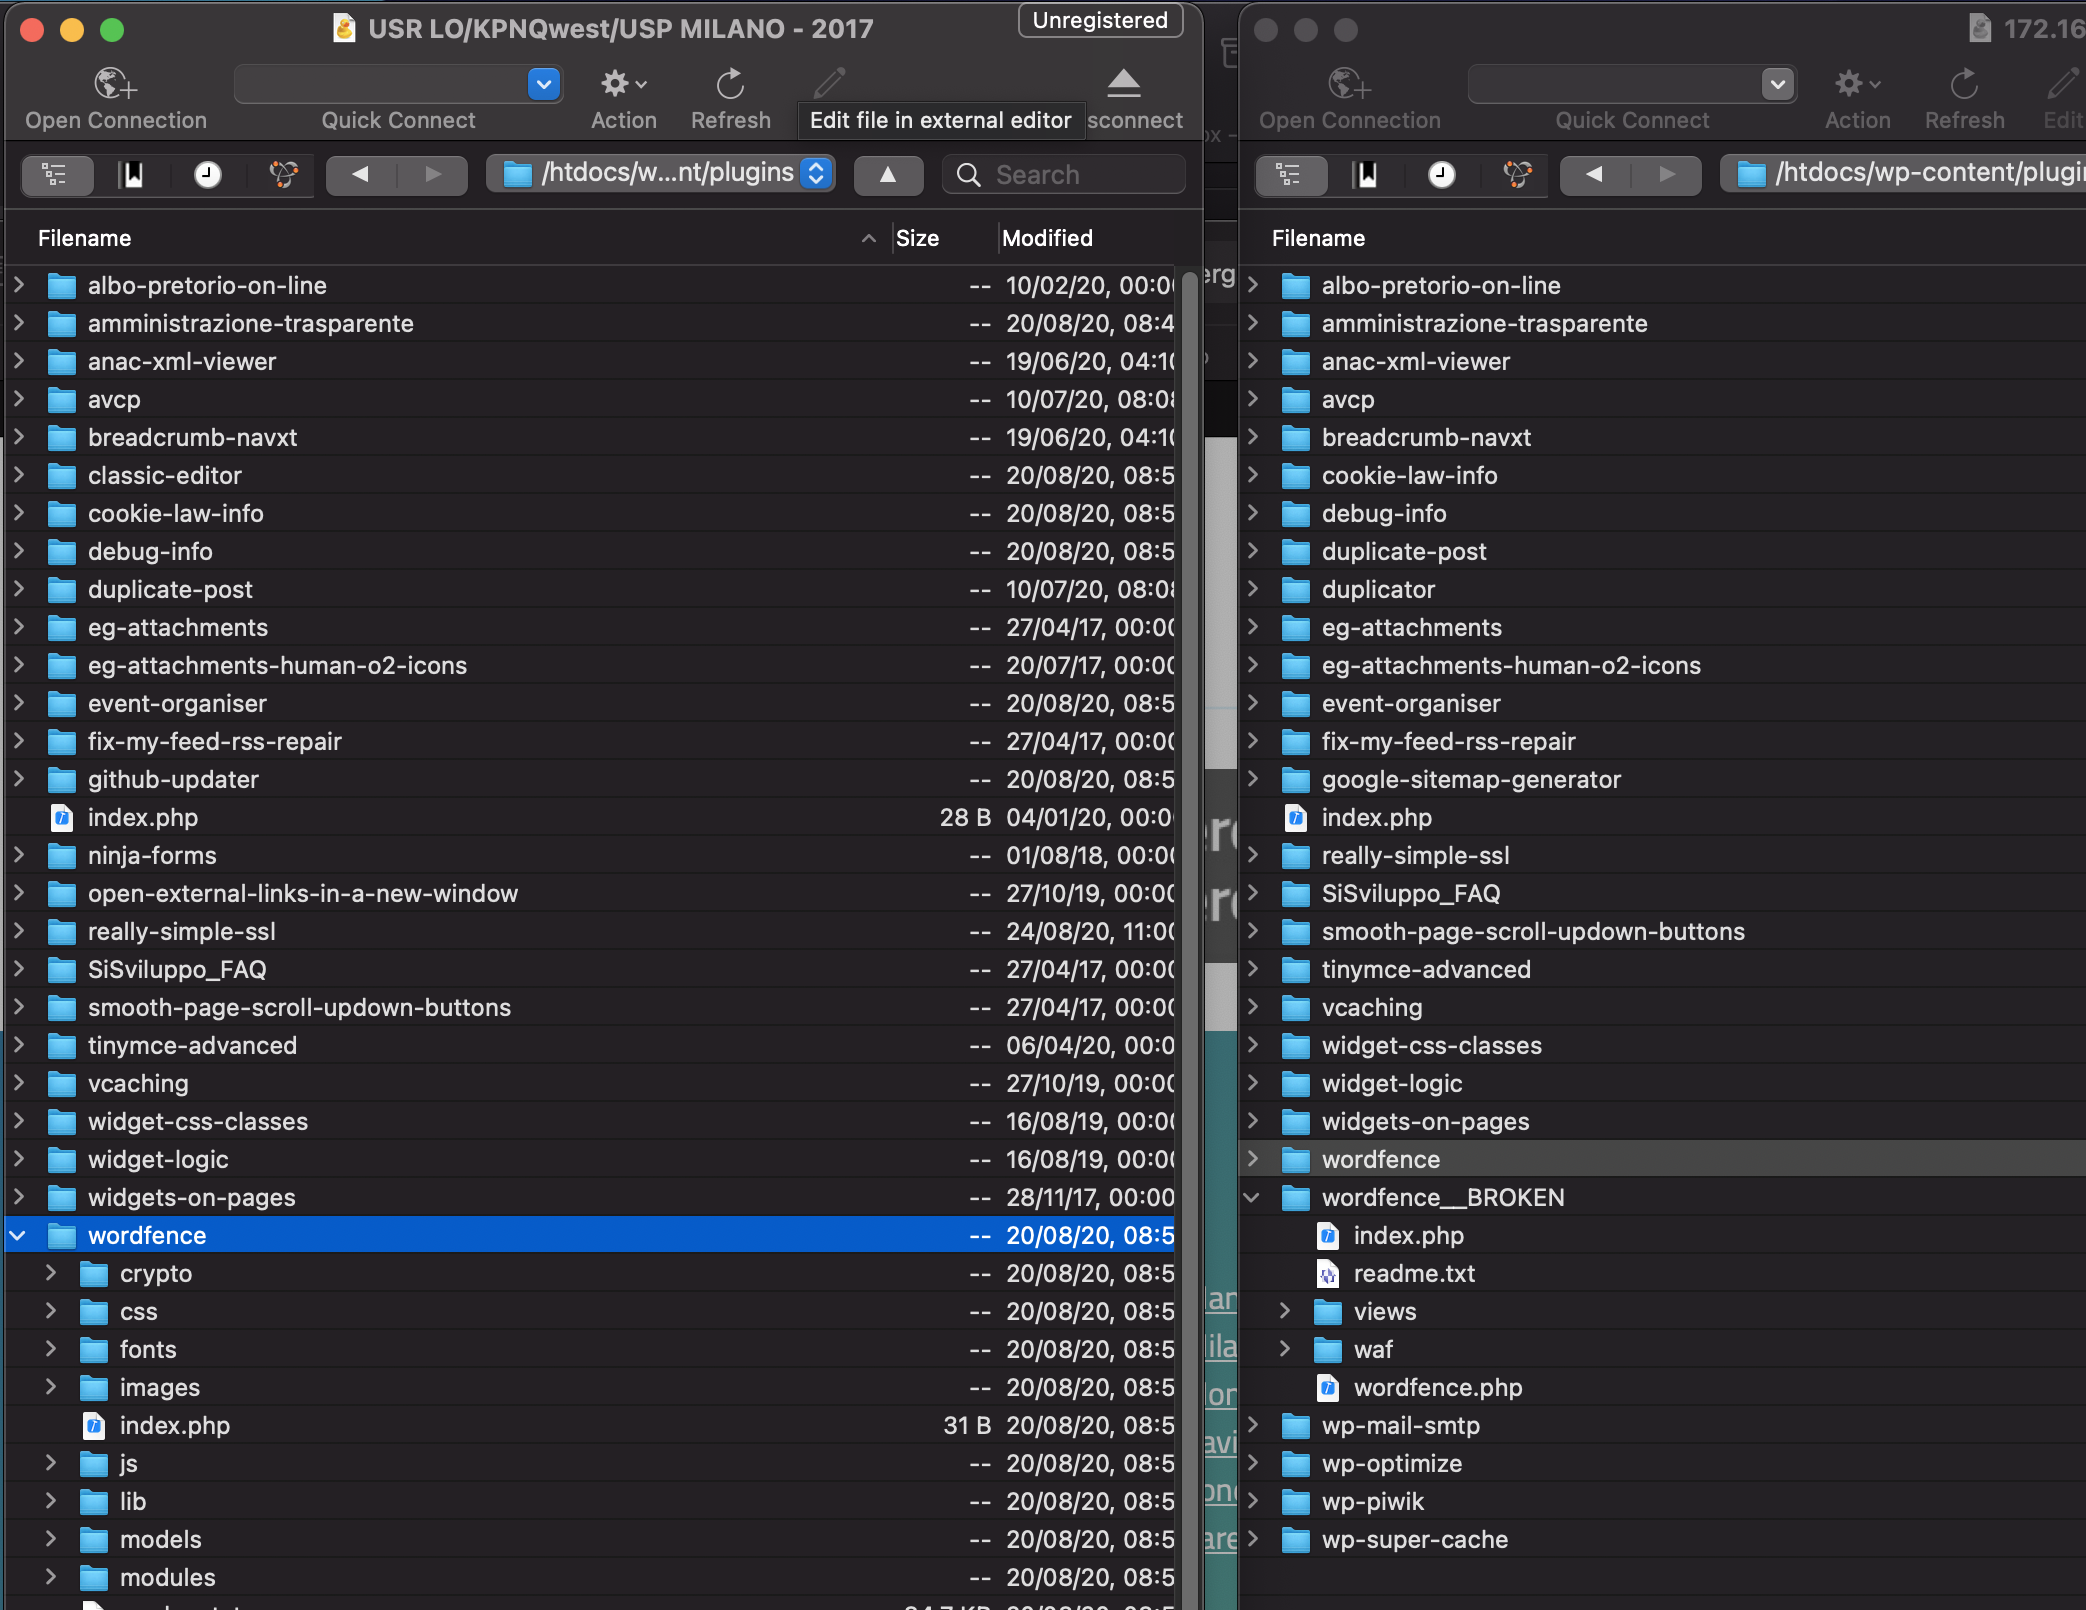 USR LO/KPNQwest/USP MILANO - 2017
Unregistered
Open Connection
Quick Connect
Action
Refresh
Edit file in external editor
sconnect
/htdocs/w...nt/plugins
Search
Filename Size Modified
albo-pretorio-on-line -- 10/02/20, 00:0
amministrazione-trasparente -- 20/08/20, 08:4
anac-xml-viewer -- 19/06/20, 04:1
avcp -- 10/07/20, 08:0
breadcrumb-navxt -- 19/06/20, 04:1
classic-editor -- 20/08/20, 08:5
cookie-law-info -- 20/08/20, 08:5
debug-info -- 20/08/20, 08:5
duplicate-post -- 10/07/20, 08:0
eg-attachments -- 27/04/17, 00:0
eg-attachments-human-o2-icons -- 20/07/17, 00:0
event-organiser -- 20/08/20, 08:5
fix-my-feed-rss-repair -- 27/04/17, 00:0
github-updater -- 20/08/20, 08:5
index.php 28 B 04/01/20, 00:0
ninja-forms -- 01/08/18, 00:0
open-external-links-in-a-new-window -- 27/10/19, 00:0
really-simple-ssl -- 24/08/20, 11:0
SiSviluppo_FAQ -- 27/04/17, 00:0
smooth-page-scroll-updown-buttons -- 27/04/17, 00:0
tinymce-advanced -- 06/04/20, 00:0
vcaching -- 27/10/19, 00:0
widget-css-classes -- 16/08/19, 00:0
widget-logic -- 16/08/19, 00:0
widgets-on-pages -- 28/11/17, 00:00
wordfence -- 20/08/20, 08:5
crypto -- 20/08/20, 08:5
css -- 20/08/20, 08:5
fonts -- 20/08/20, 08:5
images -- 20/08/20, 08:5
index.php 31 B 20/08/20, 08:5
js -- 20/08/20, 08:5
lib -- 20/08/20, 08:5
models -- 20/08/20, 08:5
modules -- 20/08/20, 08:5
172.16
Open Connection
Quick Connect
Action
Refresh
Edit
/htdocs/wp-content/plugi
Filename
albo-pretorio-on-line
amministrazione-trasparente
anac-xml-viewer
avcp
breadcrumb-navxt
cookie-law-info
debug-info
duplicate-post
duplicator
eg-attachments
eg-attachments-human-o2-icons
event-organiser
fix-my-feed-rss-repair
google-sitemap-generator
index.php
really-simple-ssl
SiSviluppo_FAQ
smooth-page-scroll-updown-buttons
tinymce-advanced
vcaching
widget-css-classes
widget-logic
widgets-on-pages
wordfence
wordfence__BROKEN
index.php
readme.txt
views
waf
wordfence.php
wp-mail-smtp
wp-optimize
wp-piwik
wp-super-cache